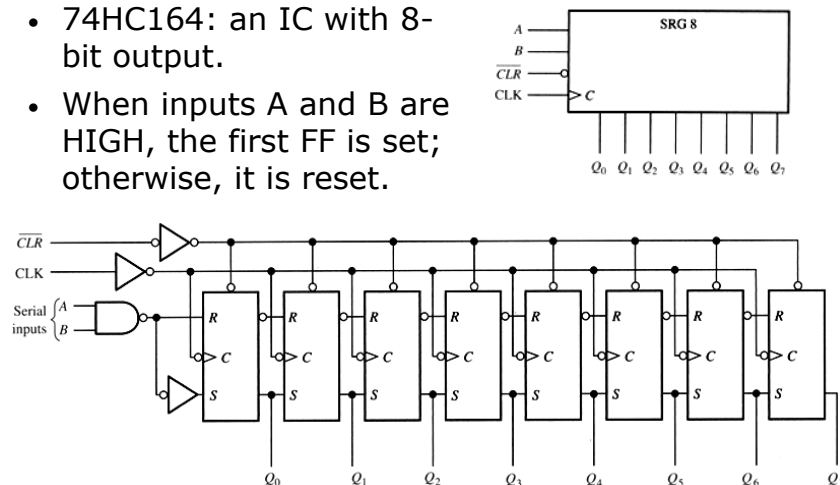 • 74HC164: an IC with 8-
bit output.
• When inputs A and B are
HIGH, the first FF is set;
otherwise, it is reset.
SRG 8
A
B
CLR
CLK
C
Q0 Q1 Q2 Q3 Q4 Q5 Q6 Q7
CLR
CLK
Serial
inputs
A
B
R R R R R R R R
C C C C C C C C
S S S S S S S S
Q0 Q1 Q2 Q3 Q4 Q5 Q6